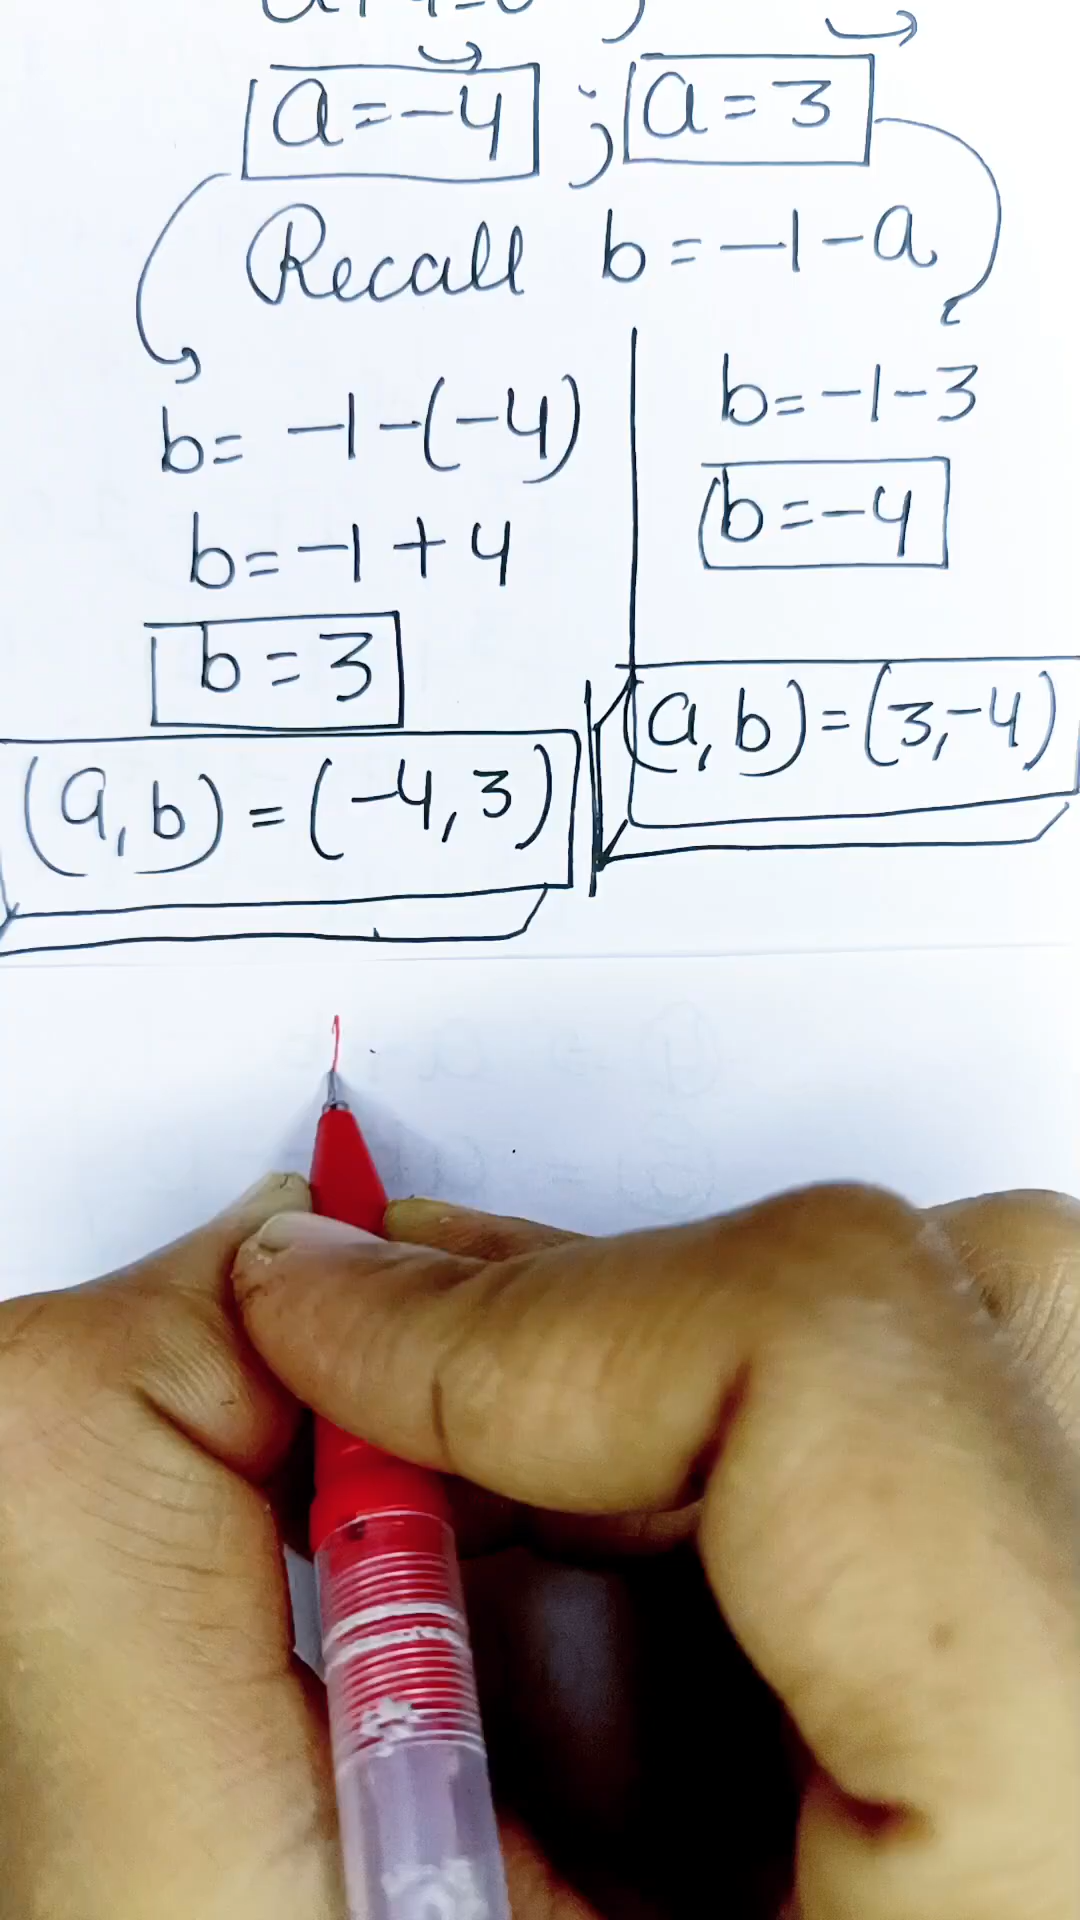 a = -4 ; a = 3
Recall b = -1 - a
b = -1 - (-4)
b = -1 + 4
b = 3
(a, b) = (-4, 3)
b = -1 - 3
b = -4
(a, b) = (3, -4)